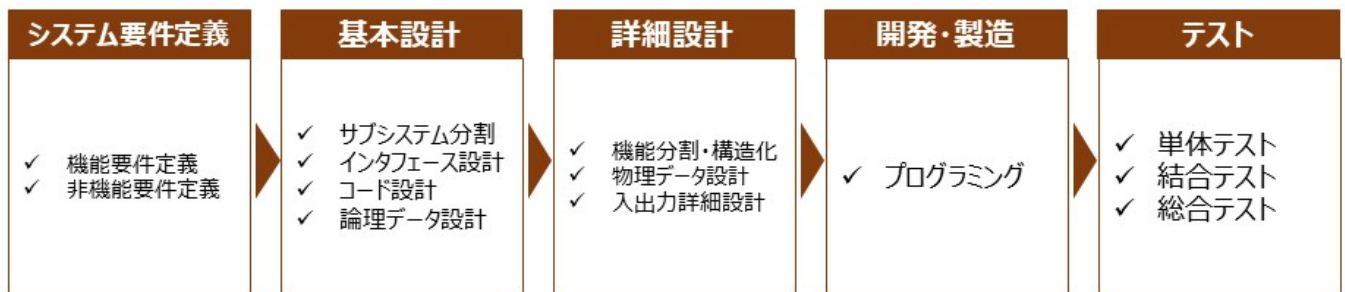 システム要件定義
✓ 機能要件定義
✓ 非機能要件定義
基本設計
✓ サブシステム分割
✓ インタフェース設計
✓ コード設計
✓ 論理データ設計
詳細設計
✓ 機能分割・構造化
✓ 物理データ設計
✓ 入出力詳細設計
開発・製造
✓ プログラミング
テスト
✓ 単体テスト
✓ 結合テスト
✓ 総合テスト